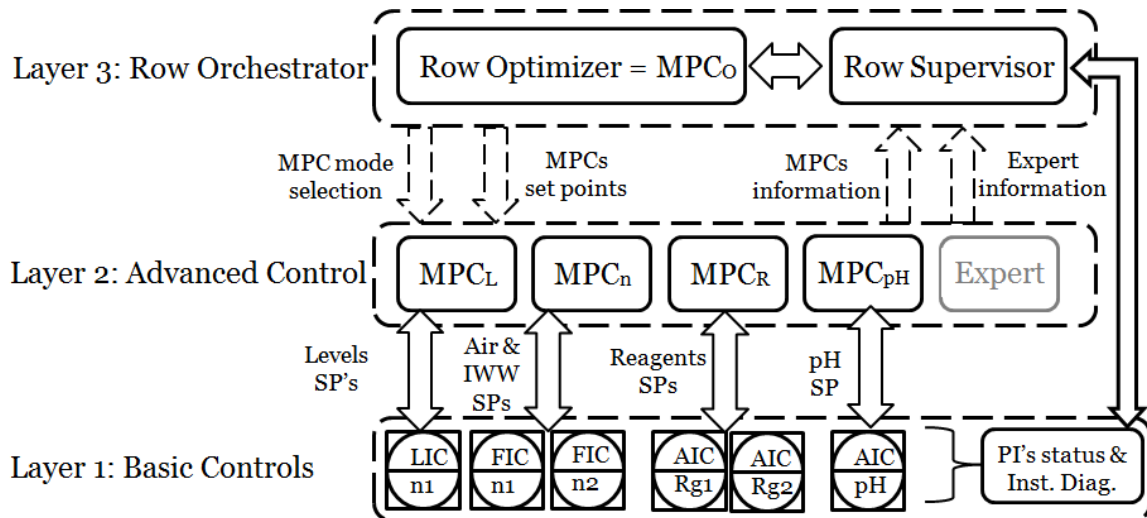 Layer 3: Row Orchestrator
Row Optimizer = MPCO
Row Supervisor
MPC mode
selection
MPCs
set points
MPCs
information
Expert
information
Layer 2: Advanced Control
MPCL
MPCn
MPCR
MPCpH
Expert
Levels
SP's
Air &
IWW
SPs
Reagents
SPs
pH
SP
Layer 1: Basic Controls
LIC
n1
FIC
n1
FIC
n2
AIC
Rg1
AIC
Rg2
AIC
pH
PI's status &
Inst. Diag.